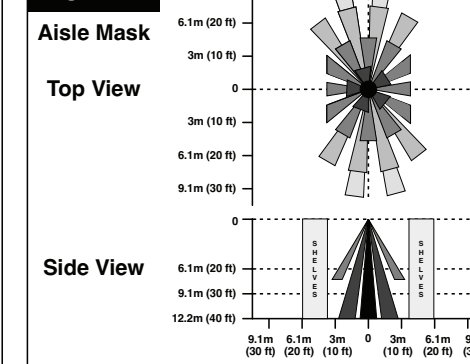 Aisle Mask
Top View
6.1m (20 ft)
3m (10 ft)
0
3m (10 ft)
6.1m (20 ft)
9.1m (30 ft)
Side View
0
6.1m (20 ft)
9.1m (30 ft)
12.2m (40 ft)
SHELVES
SHELVES
9.1m 6.1m 3m 0 3m 6.1m
(30 ft) (20 ft) (10 ft) (10 ft) (20 ft)